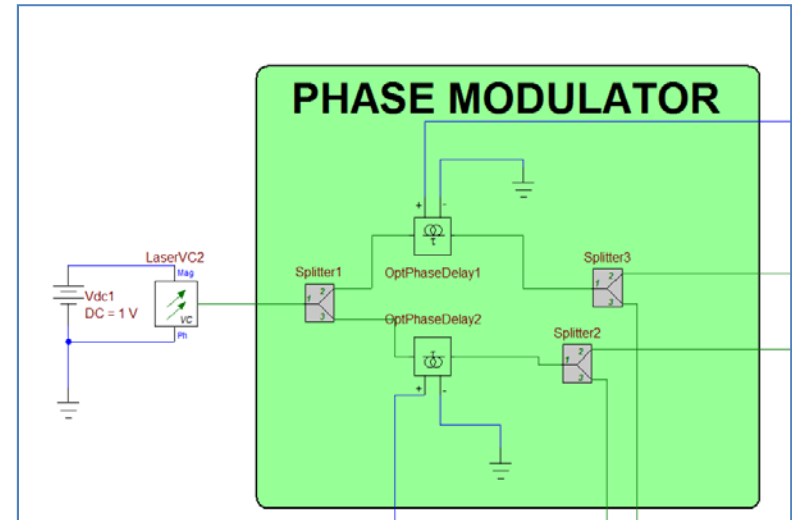 PHASE MODULATOR
+ -
LaserVC2
Mag
Splitter1
OptPhaseDelay1
Splitter3
Vdc1
DC = 1 V
VC
Ph
1 2 3
1 2 3
OptPhaseDelay2
Splitter2
1 2 3
+ -